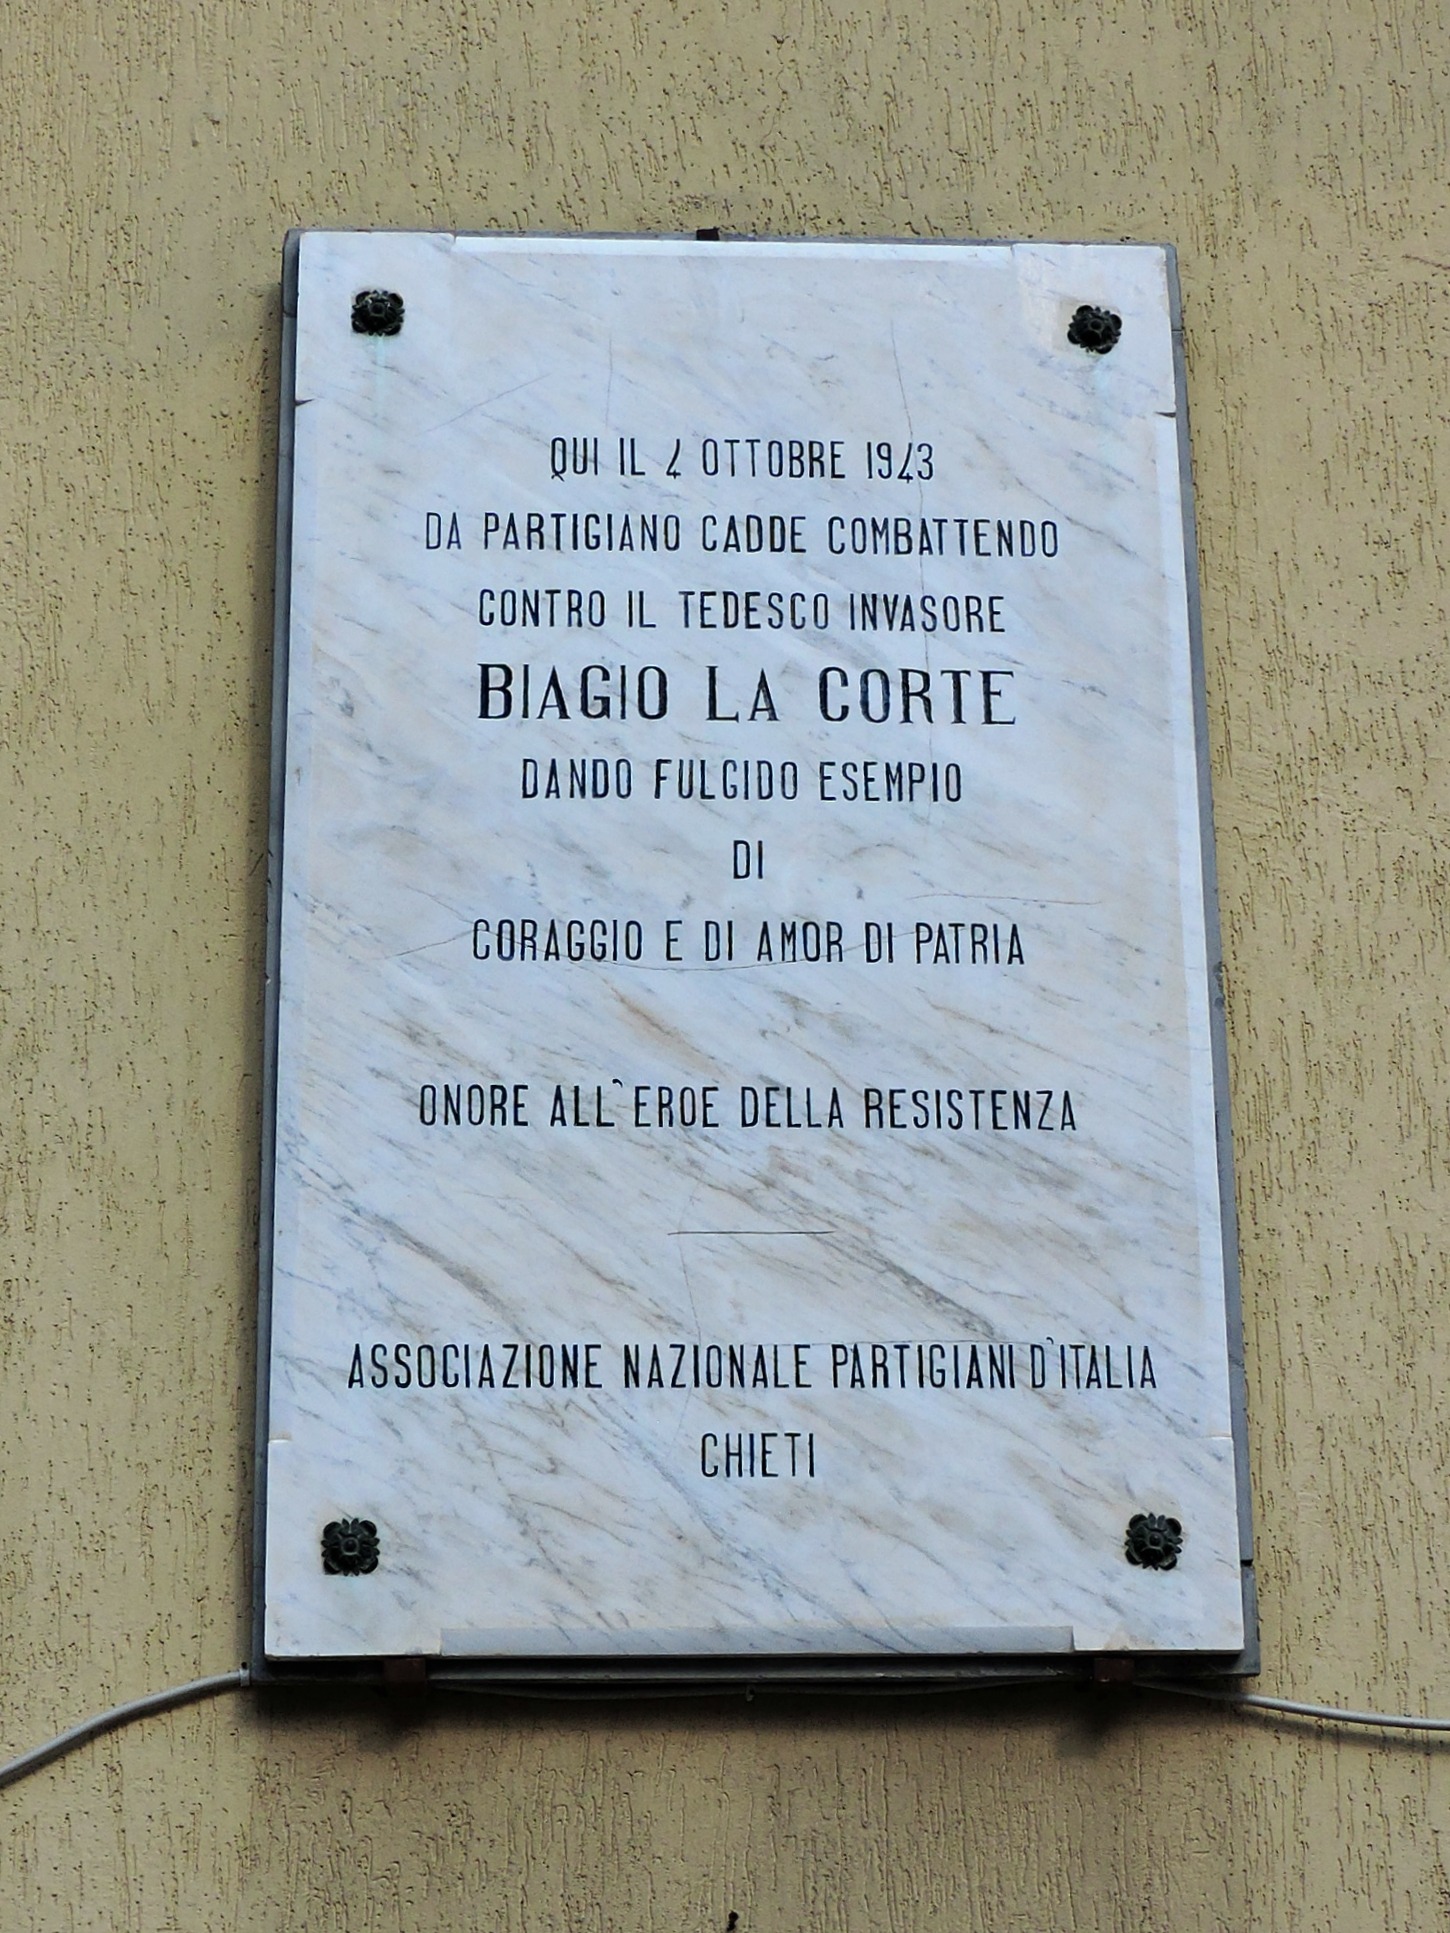 QUI IL 4 OTTOBRE 1943
DA PARTIGIANO CADDE COMBATTENDO
CONTRO IL TEDESCO INVASORE
BIAGIO LA CORTE
DANDO FULGIDO ESEMPIO
DI
CORAGGIO E DI AMOR DI PATRIA
ONORE ALL'EROE DELLA RESISTENZA
ASSOCIAZIONE NAZIONALE PARTIGIANI D'ITALIA
CHIETI